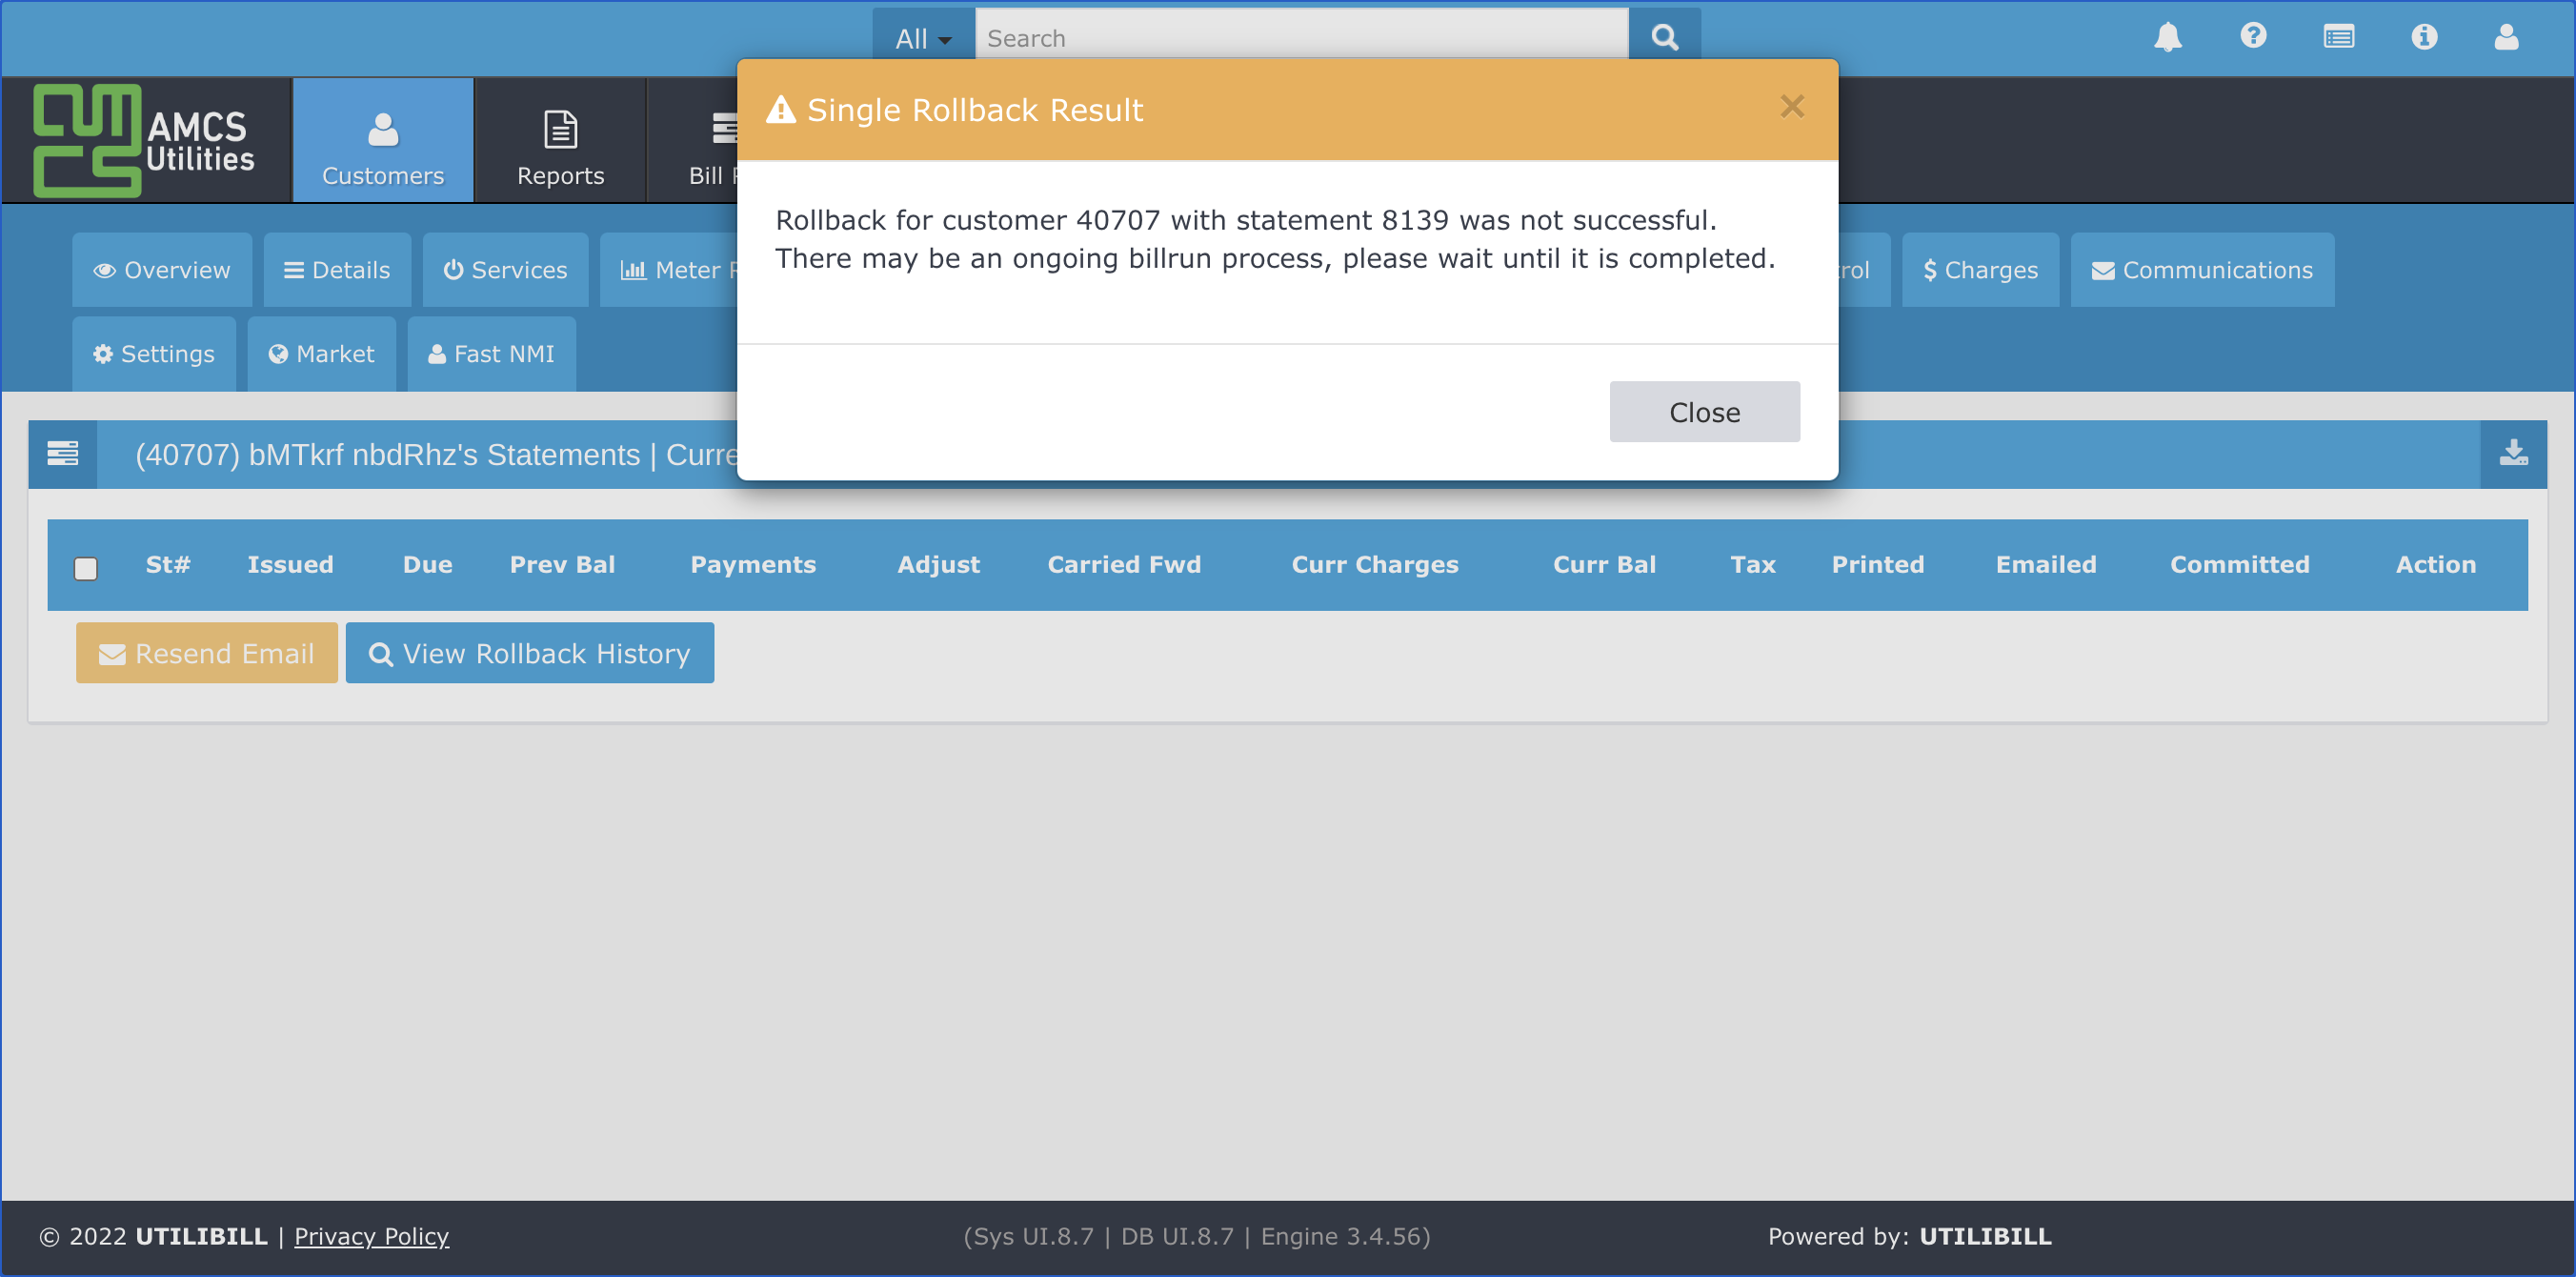 All
Search
AMCS
Utilities
Customers
Reports
Bill
Single Rollback Result
×
Rollback for customer 40707 with statement 8139 was not successful.
There may be an ongoing billrun process, please wait until it is completed.
Close
Overview
Details
Services
Meter
$ Charges
Communications
Settings
Market
Fast NMI
(40707) bMTkrf nbdRhz's Statements |
St# Issued Due Prev Bal Payments Adjust Carried Fwd Curr Charges Curr Bal Tax Printed Emailed Committed Action
Resend Email
View Rollback History
© 2022 UTILIBILL | Privacy Policy
(Sys UI.8.7 | DB UI.8.7 | Engine 3.4.56)
Powered by: UTILIBILL